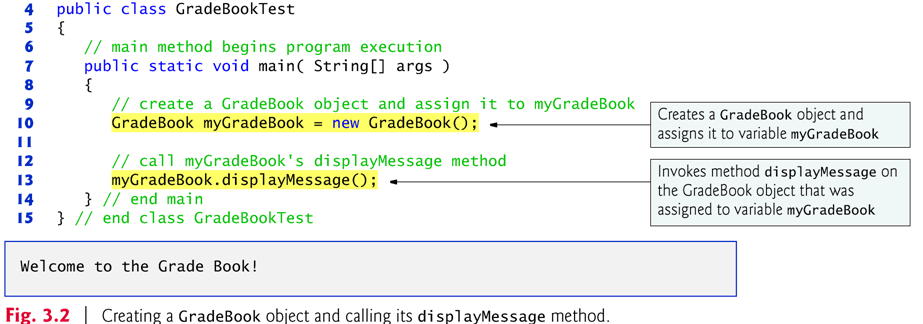 4 public class GradeBookTest
5 {
6 // main method begins program execution
7 public static void main( String[] args )
8 {
9 // create a GradeBook object and assign it to myGradeBook
10 GradeBook myGradeBook = new GradeBook();
Creates a GradeBook object and
assigns it to variable myGradeBook
11
12 // call myGradeBook's displayMessage method
13 myGradeBook.displayMessage();
Invokes method displayMessage on
the GradeBook object that was
assigned to variable myGradeBook
14 } // end main
15 } // end class GradeBookTest
Welcome to the Grade Book!
Fig. 3.2 | Creating a GradeBook object and calling its displayMessage method.